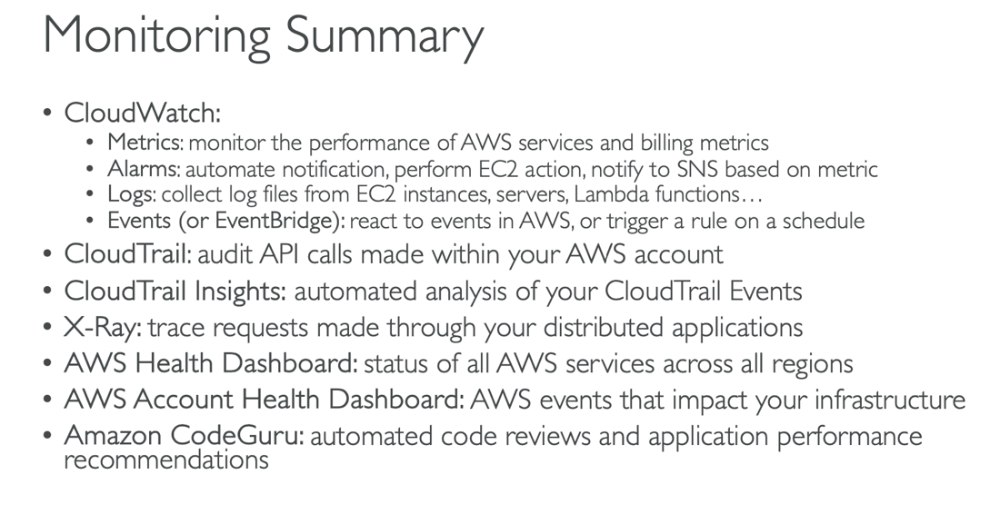 Monitoring Summary
• CloudWatch:
• Metrics: monitor the performance of AWS services and billing metrics
• Alarms: automate notification, perform EC2 action, notify to SNS based on metric
• Logs: collect log files from EC2 instances, servers, Lambda functions…
• Events (or EventBridge): react to events in AWS, or trigger a rule on a schedule
• CloudTrail: audit API calls made within your AWS account
• CloudTrail Insights: automated analysis of your CloudTrail Events
• X-Ray: trace requests made through your distributed applications
• AWS Health Dashboard: status of all AWS services across all regions
• AWS Account Health Dashboard: AWS events that impact your infrastructure
• Amazon CodeGuru: automated code reviews and application performance
recommendations